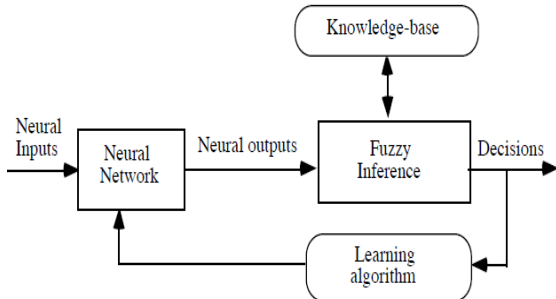 Knowledge-base
Neural
Inputs
Neural
Network
Neural outputs
Fuzzy
Inference
Decisions
Learning
algorithm